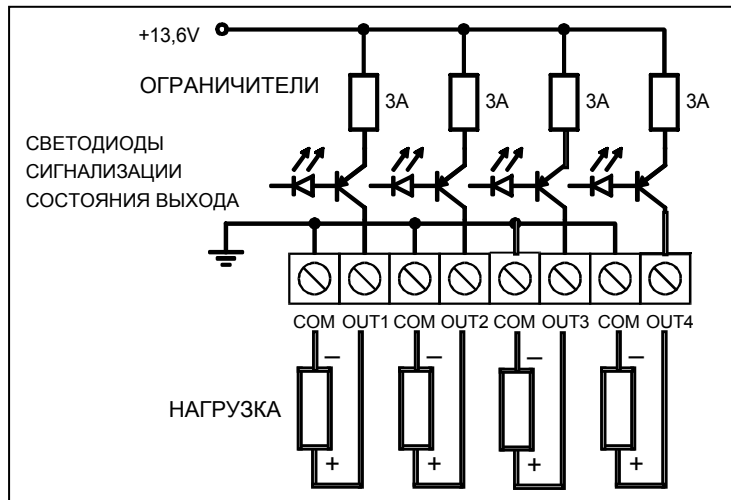 +13,6V
ОГРАНИЧИТЕЛИ
3A 3A 3A 3A
СВЕТОДИОДЫ
СИГНАЛИЗАЦИИ
СОСТОЯНИЯ ВЫХОДА
COM OUT1 COM OUT2 COM OUT3 COM OUT4
– – – –
НАГРУЗКА
+ + + +